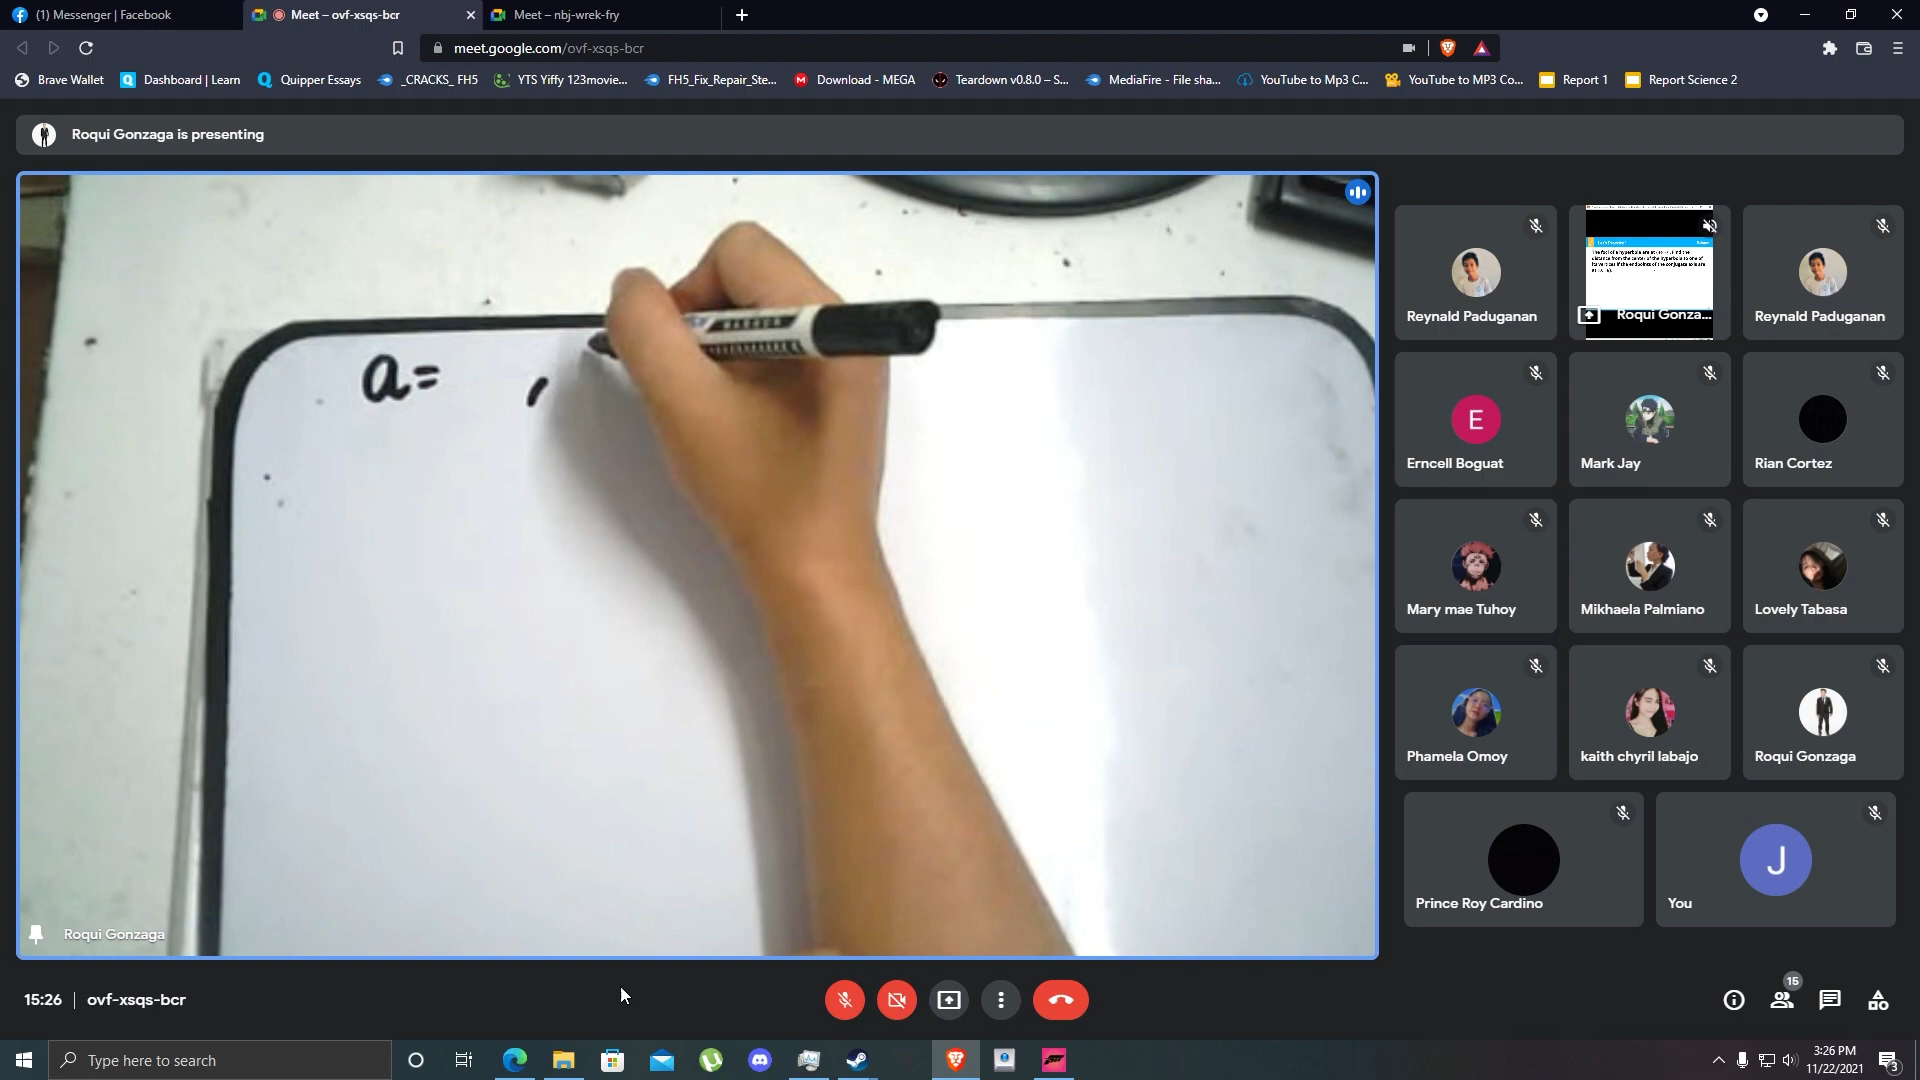 (1) Messenger | Facebook
Meet – ovf-xsqs-bcr
Meet – nbj-wrek-fry
meet.google.com/ovf-xsqs-bcr
Brave Wallet
Dashboard | Learn
Quipper Essays
_CRACKS_ FH5
YTS Yiffy 123movie...
FH5_Fix_Repair_Ste...
Download - MEGA
Teardown v0.8.0 – S...
MediaFire - File sha...
YouTube to Mp3 C...
YouTube to MP3 Co...
Report 1
Report Science 2
Roqui Gonzaga is presenting
a=
Roqui Gonzaga
Reynald Paduganan
Roqui Gonza...
Reynald Paduganan
E
Erncell Boguat
Mark Jay
Rian Cortez
Mary mae Tuhoy
Mikhaela Palmiano
Lovely Tabasa
Phamela Omoy
kaith chyril labajo
Roqui Gonzaga
Prince Roy Cardino
J
You
15:26 | ovf-xsqs-bcr
15
Type here to search
3:26 PM
11/22/2021
3